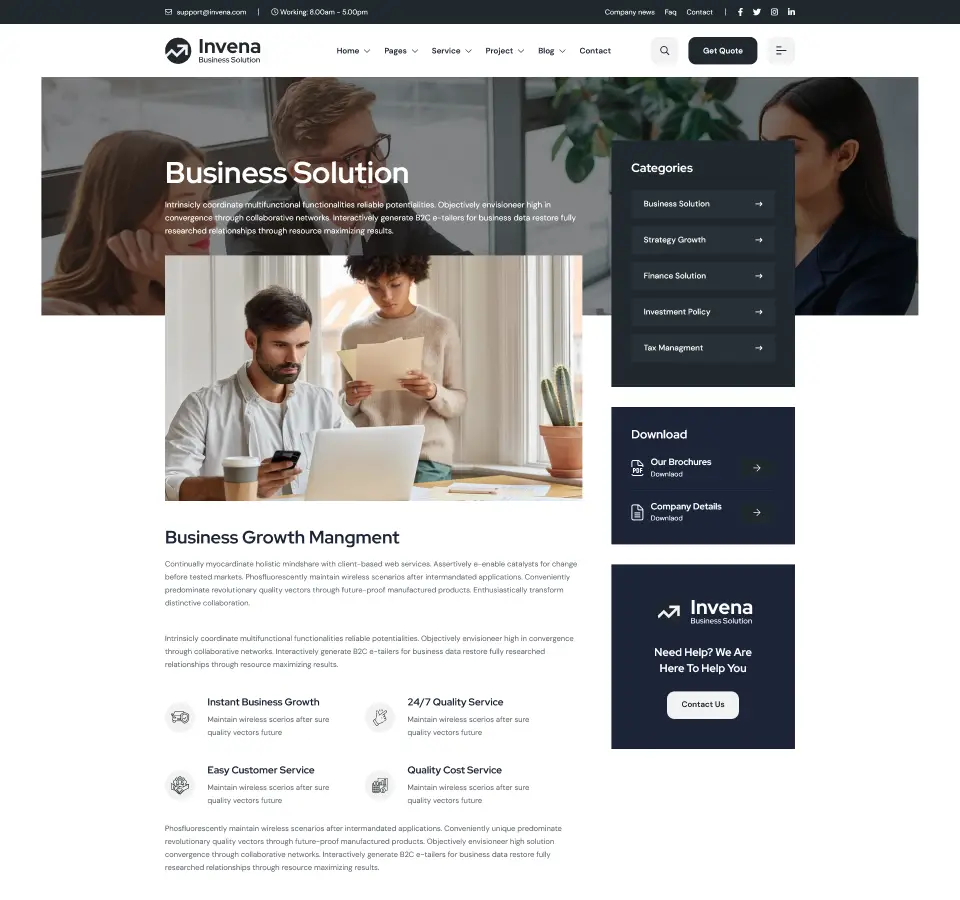 support@invena.com | Working: 8.00am - 5.00pm
Company news Faq Contact |
Invena
Business Solution
Home Pages Service Project Blog Contact
Get Quote
Business Solution
Intrinsicly coordinate multifunctional functionalities reliable potentialities. Objectively envisioneer high in
convergence through collaborative networks. Interactively generate B2C e-tailers for business data restore fully
researched relationships through resource maximizing results.
Categories
Business Solution
Strategy Growth
Finance Solution
Investment Policy
Tax Managment
Download
PDF
Our Brochures
Downlaod
Company Details
Downlaod
Invena
Business Solution
Need Help? We Are
Here To Help You
Contact Us
Business Growth Mangment
Continually myocardinate holistic mindshare with client-based web services. Assertively e-enable catalysts for change
before tested markets. Phosfluorescently maintain wireless scenarios after intermandated applications. Conveniently
predominate revolutionary quality vectors through future-proof manufactured products. Enthusiastically transform
distinctive collaboration.
Intrinsicly coordinate multifunctional functionalities reliable potentialities. Objectively envisioneer high in convergence
through collaborative networks. Interactively generate B2C e-tailers for business data restore fully researched
relationships through resource maximizing results.
Instant Business Growth
Maintain wireless scerios after sure
quality vectors future
24/7 Quality Service
Maintain wireless scerios after sure
quality vectors future
Easy Customer Service
Maintain wireless scerios after sure
quality vectors future
Quality Cost Service
Maintain wireless scerios after sure
quality vectors future
Phosfluorescently maintain wireless scenarios after intermandated applications. Conveniently unique predominate
revolutionary quality vectors through future-proof manufactured products. Objectively envisioneer high solution
convergence through collaborative networks. Interactively generate B2C e-tailers for business data restore fully
researched relationships through resource maximizing results.